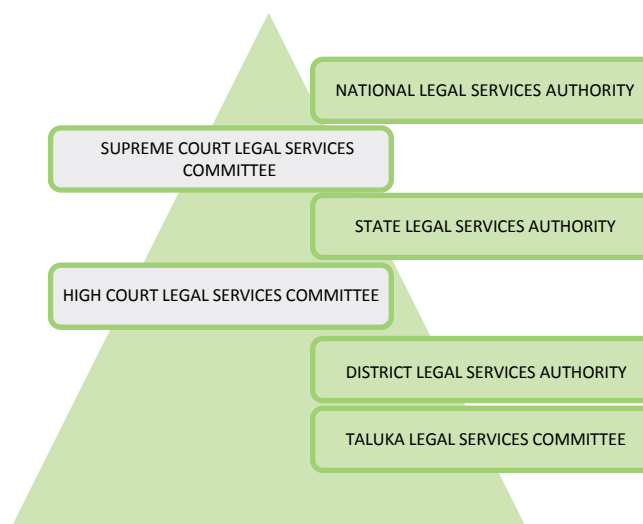 NATIONAL LEGAL SERVICES AUTHORITY
SUPREME COURT LEGAL SERVICES
COMMITTEE
STATE LEGAL SERVICES AUTHORITY
HIGH COURT LEGAL SERVICES COMMITTEE
DISTRICT LEGAL SERVICES AUTHORITY
TALUKA LEGAL SERVICES COMMITTEE